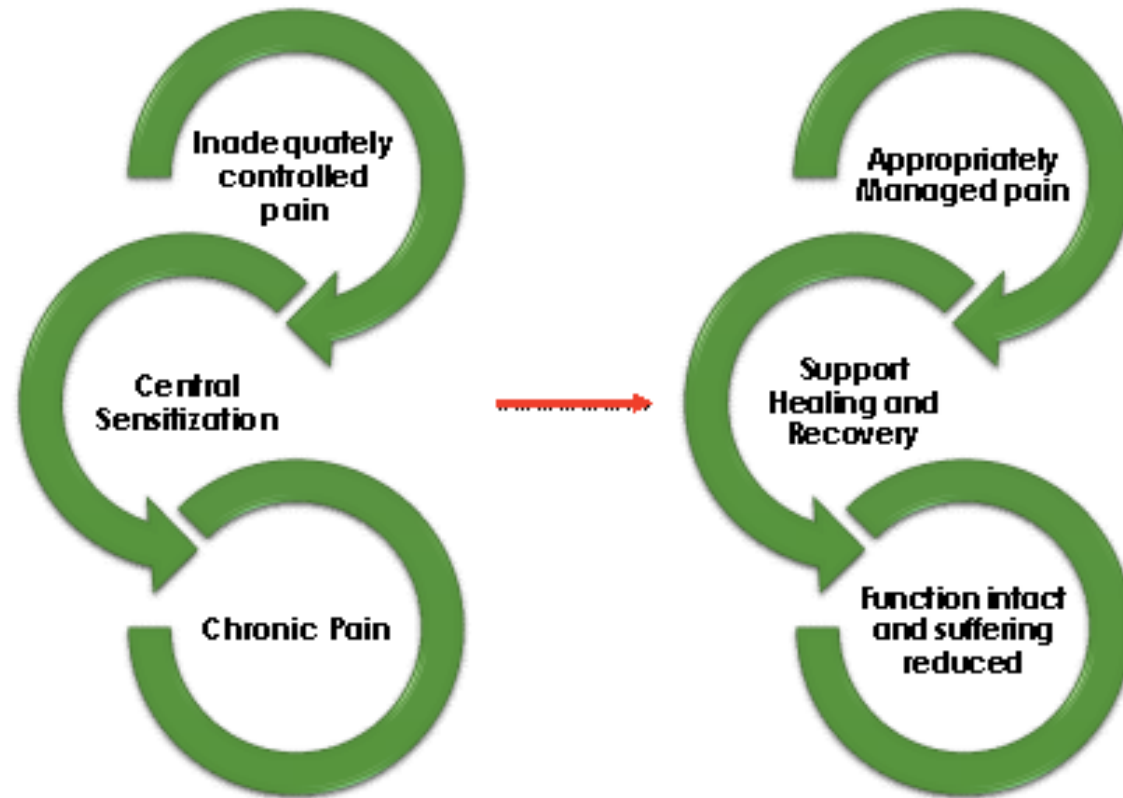 Inadequately
controlled
pain
Central
Sensitization
Chronic Pain
Appropriately
Managed pain
Support
Healing and
Recovery
Function intact
and suffering
reduced